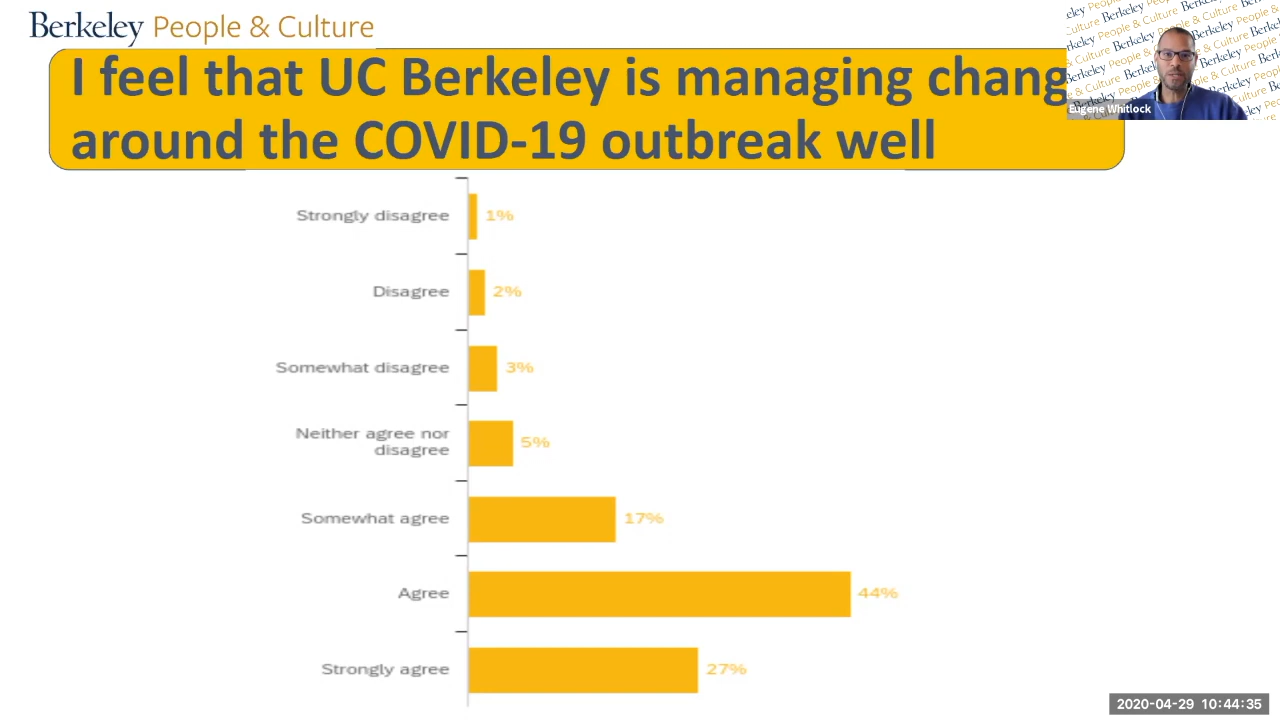 Berkeley People & Culture
I feel that UC Berkeley is managing chang
around the COVID-19 outbreak well
Eugene Whitlock
Strongly disagree 1%
Disagree 2%
Somewhat disagree 3%
Neither agree nor
disagree 5%
Somewhat agree 17%
Agree 44%
Strongly agree 27%
2020-04-29 10:44:35